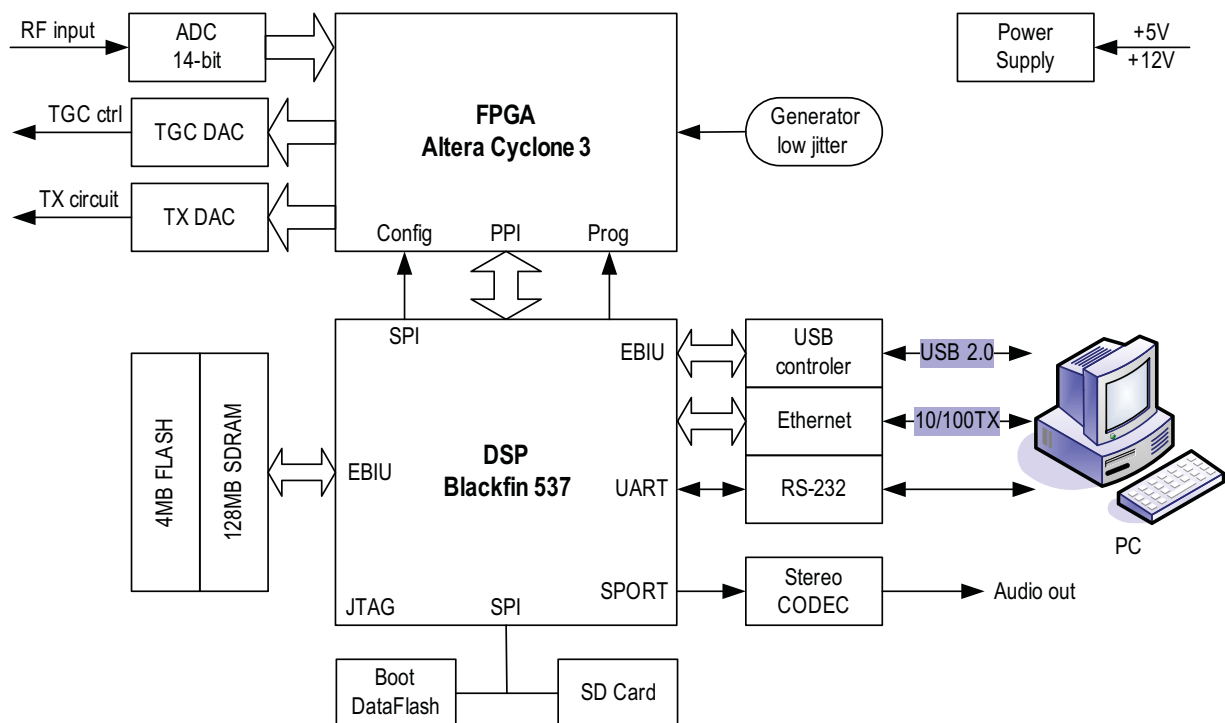 RF input
ADC
14-bit
TGC ctrl
TGC DAC
TX circuit
TX DAC
FPGA
Altera Cyclone 3
Config
PPI
Prog
Generator
low jitter
Power
Supply
+5V
+12V
SPI
EBIU
USB
controler
USB 2.0
Ethernet
10/100TX
4MB FLASH
128MB SDRAM
EBIU
DSP
Blackfin 537
UART
RS-232
PC
SPORT
Stereo
CODEC
Audio out
JTAG
SPI
Boot
DataFlash
SD Card